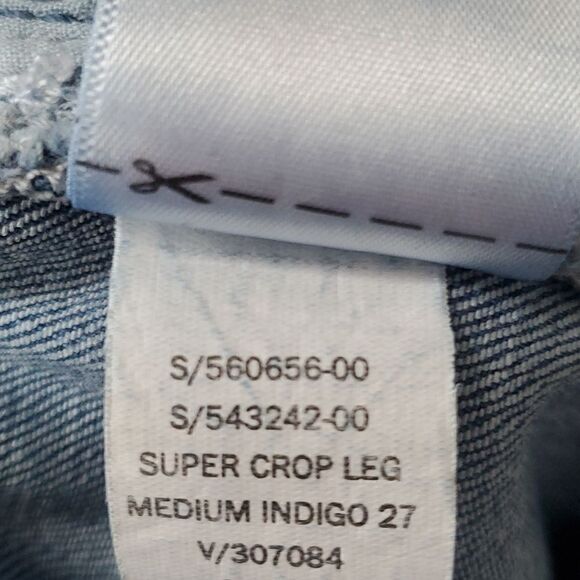 S/560656-00
S/543242-00
SUPER CROP LEG
MEDIUM INDIGO 27
V/307084